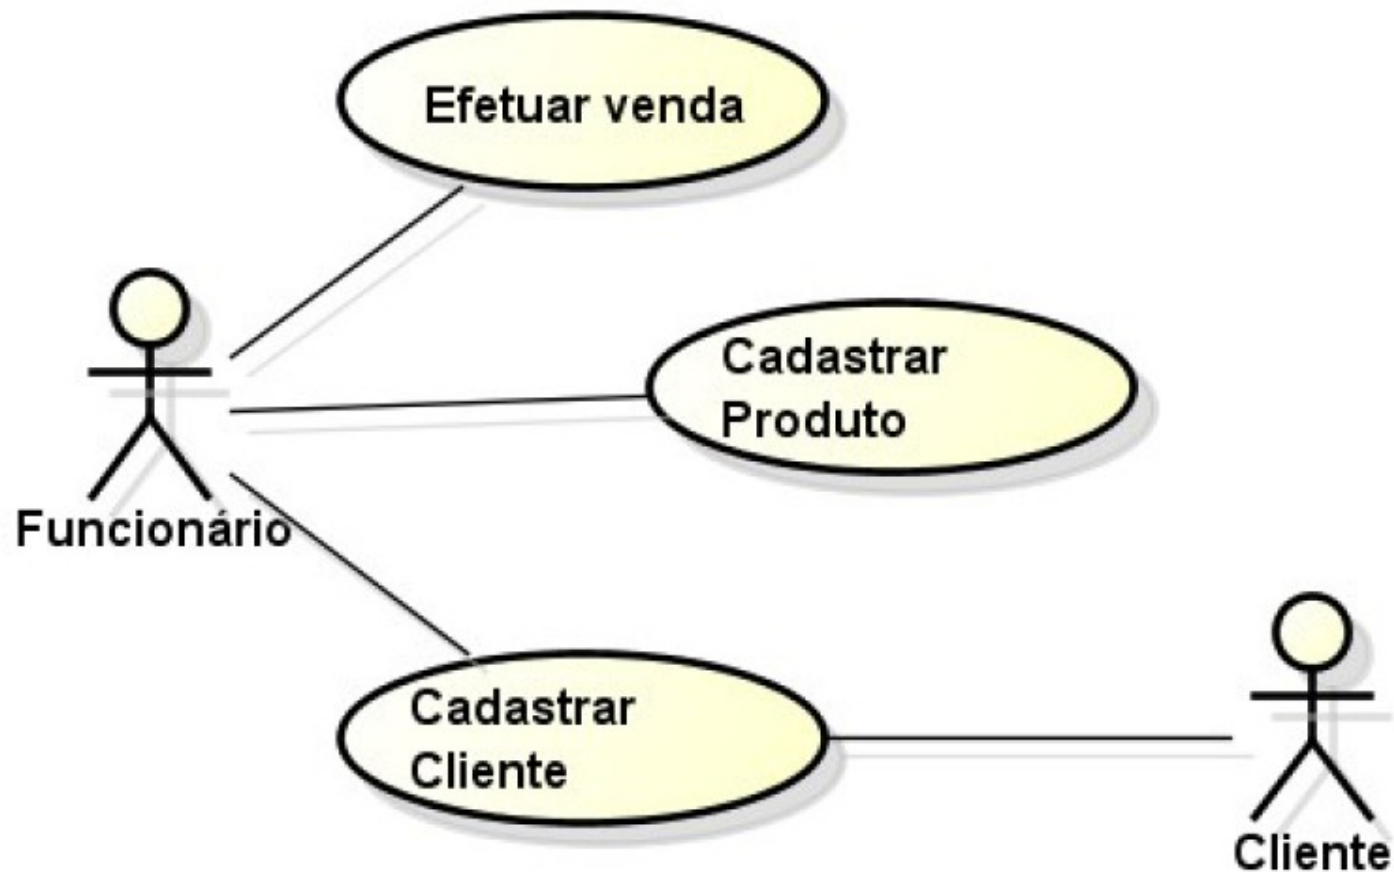 Efetuar venda
Cadastrar
Produto
Funcionário
Cadastrar
Cliente
Cliente